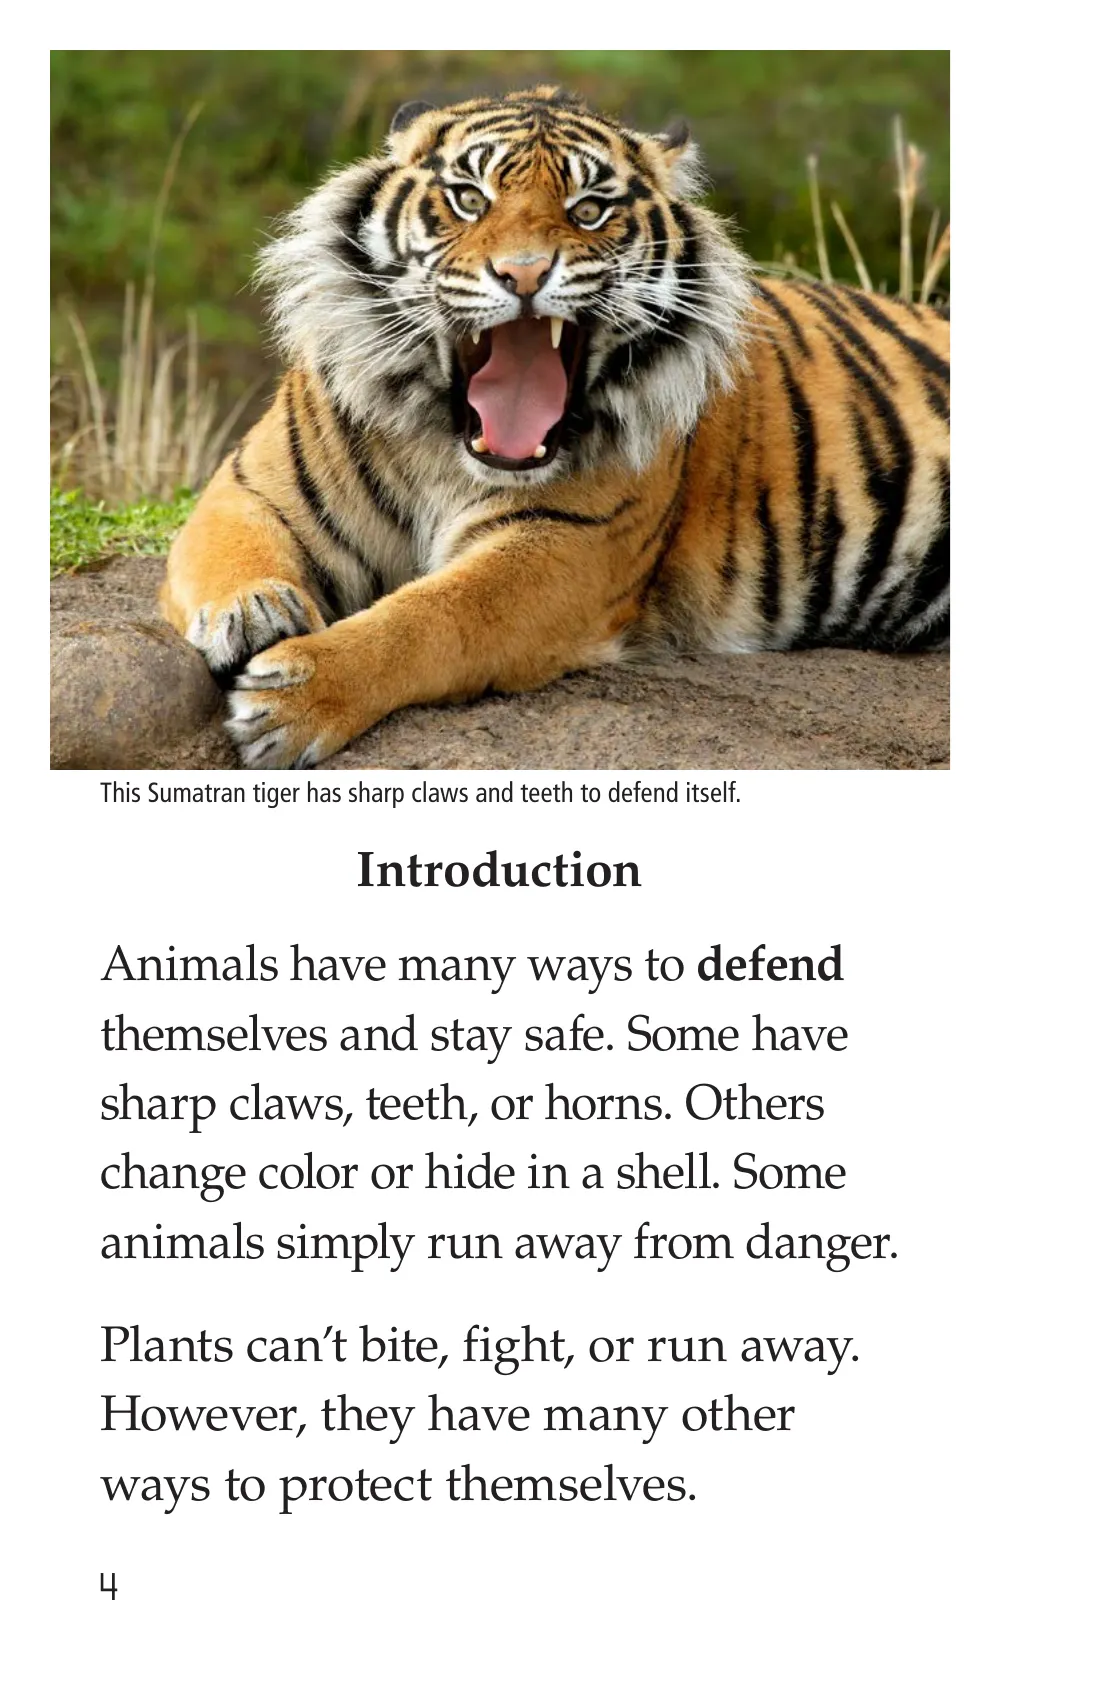 This Sumatran tiger has sharp claws and teeth to defend itself.
Introduction
Animals have many ways to defend
themselves and stay safe. Some have
sharp claws, teeth, or horns. Others
change color or hide in a shell. Some
animals simply run away from danger.
Plants can’t bite, fight, or run away.
However, they have many other
ways to protect themselves.
4